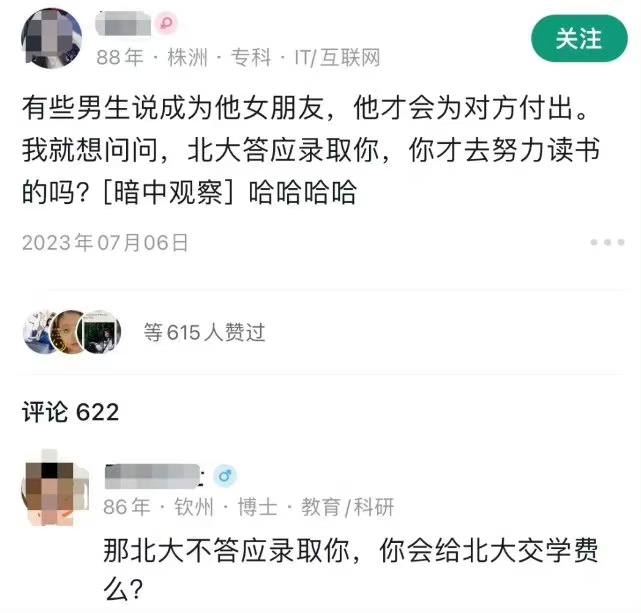 关注
88年 · 株洲 · 专科 · IT/互联网
有些男生说成为他女朋友，他才会为对方付出。
我就想问问，北大答应录取你，你才去努力读书
的吗？[暗中观察] 哈哈哈哈
2023年07月06日
等615人赞过
评论 622
86年 · 钦州 · 博士 · 教育/科研
那北大不答应录取你，你会给北大交学费
么？